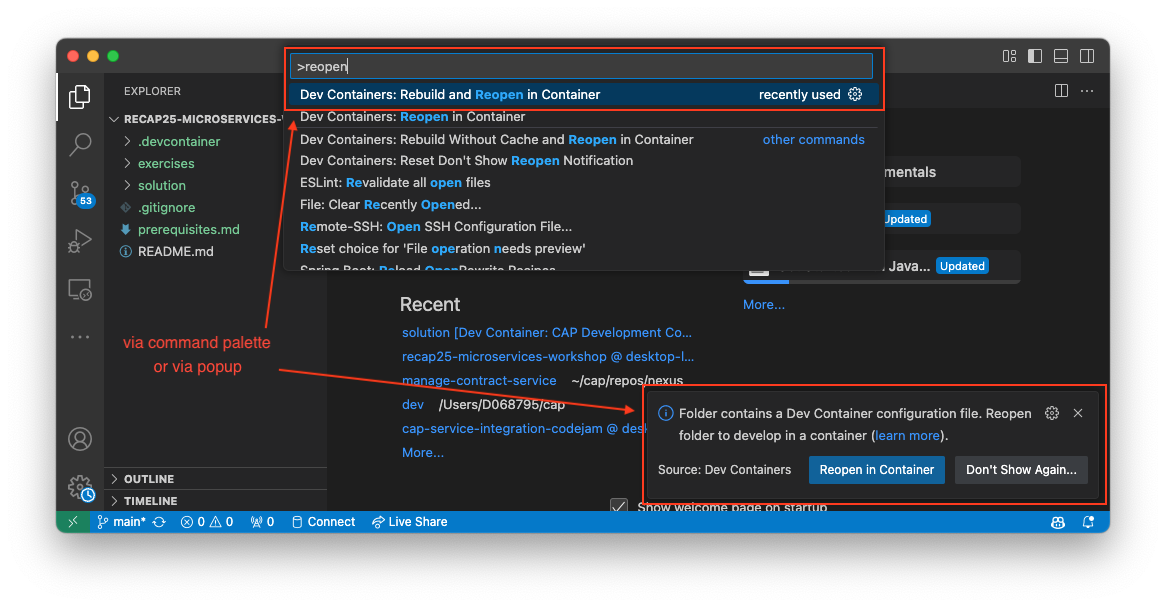 >reopen
Dev Containers: Rebuild and Reopen in Container recently used
Dev Containers: Reopen in Container
Dev Containers: Rebuild Without Cache and Reopen in Container other commands
Dev Containers: Reset Don't Show Reopen Notification
ESLint: Revalidate all open files
File: Clear Recently Opened...
Remote-SSH: Open SSH Configuration File...
Reset choice for 'File operation needs preview'
Spring Boot: Reload OpenRewrite Recipes
EXPLORER
RECAP25-MICROSERVICES-
.devcontainer
exercises
solution
.gitignore
prerequisites.md
README.md
53
mentals
Updated
Java... Updated
More...
Recent
solution [Dev Container: CAP Development Co...
recap25-microservices-workshop @ desktop-l...
manage-contract-service ~/cap/repos/nexus
dev /Users/D068795/cap
cap-service-integration-codejam @ desk
More...
via command palette
or via popup
Folder contains a Dev Container configuration file. Reopen
folder to develop in a container (learn more).
Source: Dev Containers Reopen in Container Don't Show Again...
Show welcome page on startup
OUTLINE
TIMELINE
main* 0 0 0 Connect Live Share